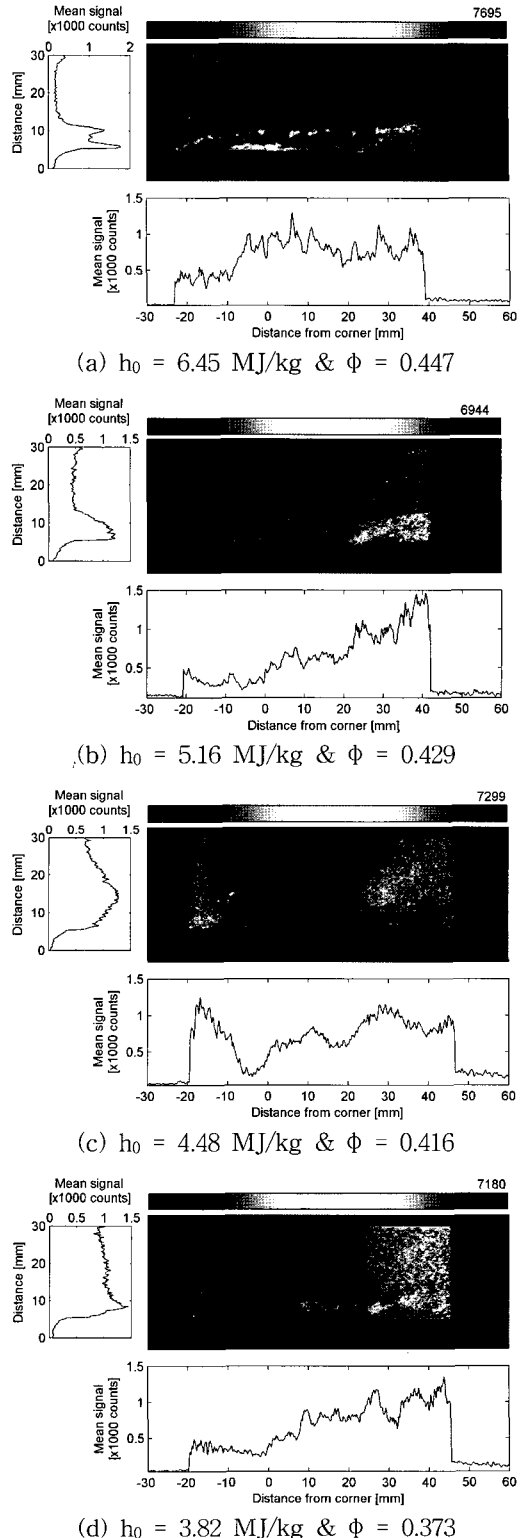 Mean signal
[x1000 counts]
0 1 2
7695
Distance [mm]
30
20
10
0
Mean signal
[x1000 counts]
1.5
1
0.5
-30 -20 -10 0 10 20 30 40 50 60
Distance from corner [mm]
(a) h₀ = 6.45 MJ/kg & Φ = 0.447
Mean signal
[x1000 counts]
0 0.5 1 1.5
6944
Distance [mm]
30
20
10
0
Mean signal
[x1000 counts]
1.5
1
0.5
-30 -20 -10 0 10 20 30 40 50 60
Distance from corner [mm]
(b) h₀ = 5.16 MJ/kg & Φ = 0.429
Mean signal
[x1000 counts]
0 0.5 1 1.5
7299
Distance [mm]
30
20
10
0
Mean signal
[x1000 counts]
1.5
1
0.5
0
-30 -20 -10 0 10 20 30 40 50 60
Distance from corner [mm]
(c) h₀ = 4.48 MJ/kg & Φ = 0.416
Mean signal
[x1000 counts]
0 0.5 1 1.5
7180
Distance [mm]
30
20
10
0
Mean signal
[x1000 counts]
1.5
1
0.5
0
-30 -20 -10 0 10 20 30 40 50 60
Distance from corner [mm]
(d) h₀ = 3.82 MJ/kg & Φ = 0.373